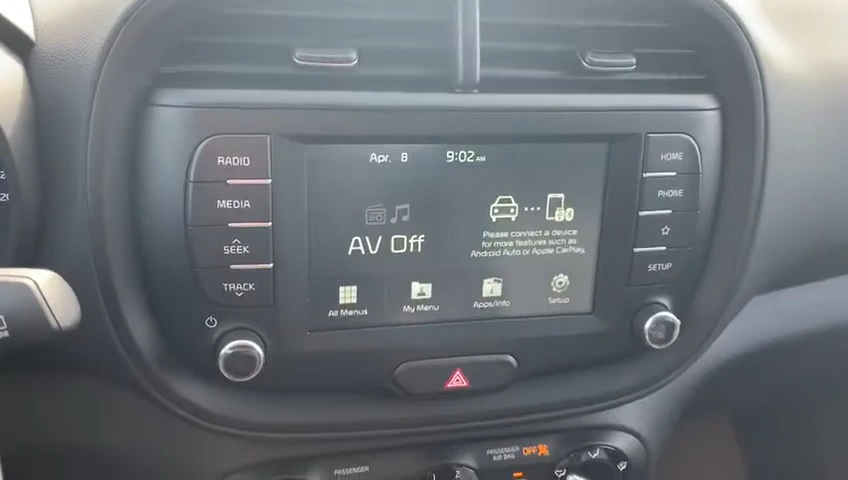 RADIO
MEDIA
SEEK
TRACK
Apr. 8
9:02 AM
AV Off
Please connect a device
for more features such as
Android Auto or Apple CarPlay.
All Menus
My Menu
Apps/Info
Setup
HOME
PHONE
SETUP
PASSENGER
PASSENGER
AIR BAG
OFF